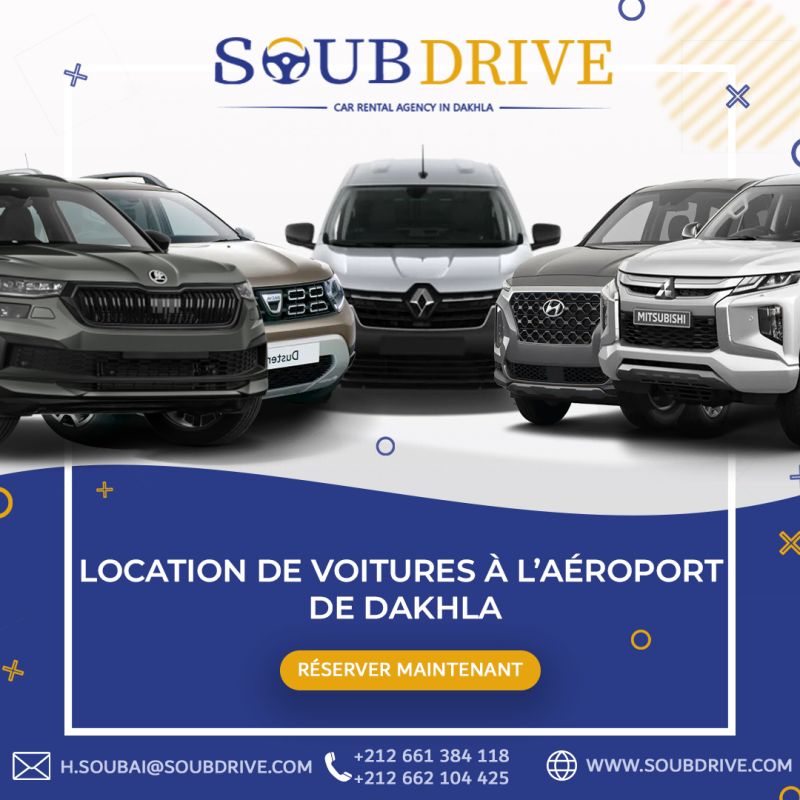 SOUBDRIVE
CAR RENTAL AGENCY IN DAKHLA
Duster
MITSUBISHI
LOCATION DE VOITURES À L’AÉROPORT
DE DAKHLA
RÉSERVER MAINTENANT
H.SOUBAI@SOUBDRIVE.COM
+212 661 384 118
+212 662 104 425
WWW.SOUBDRIVE.COM